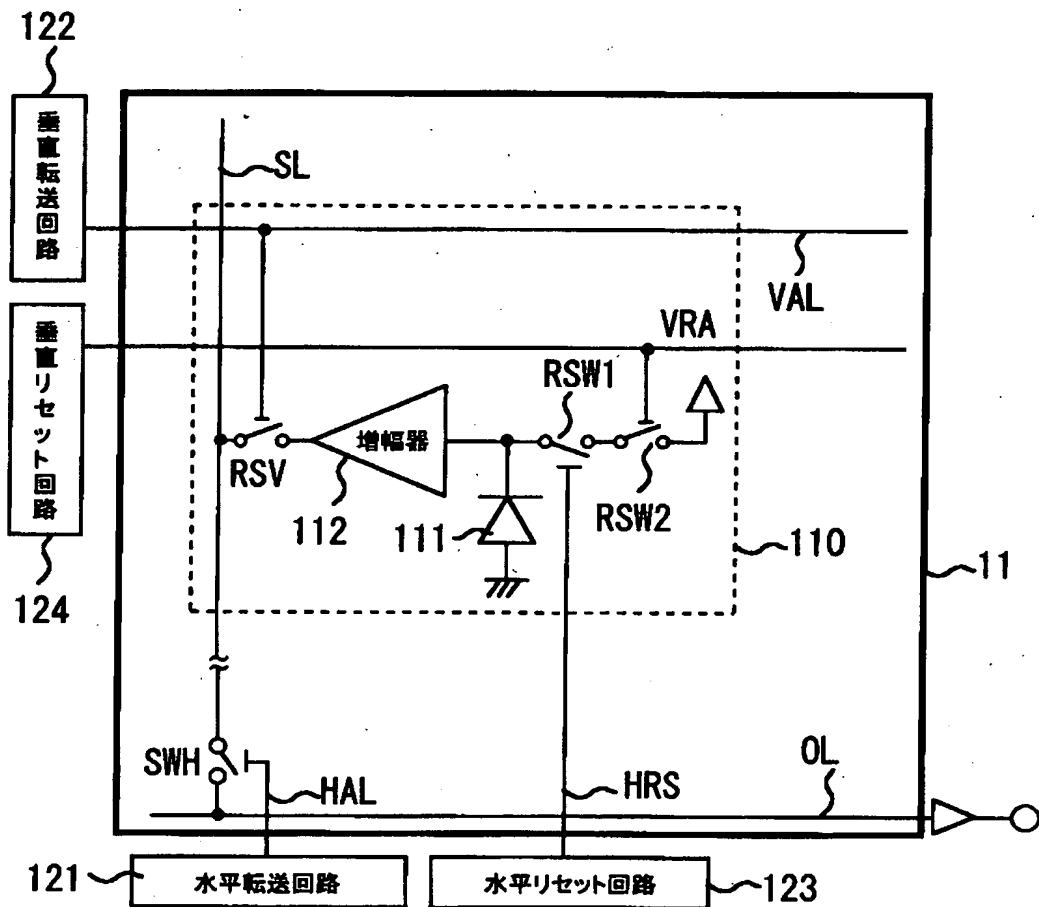 122
垂直転送回路
SL
VAL
垂直リセット回路
VRA
RSW1
増幅器
RSV
RSW2
112
111
110
11
124
SWH
HAL
HRS
OL
121
水平転送回路
水平リセット回路
123